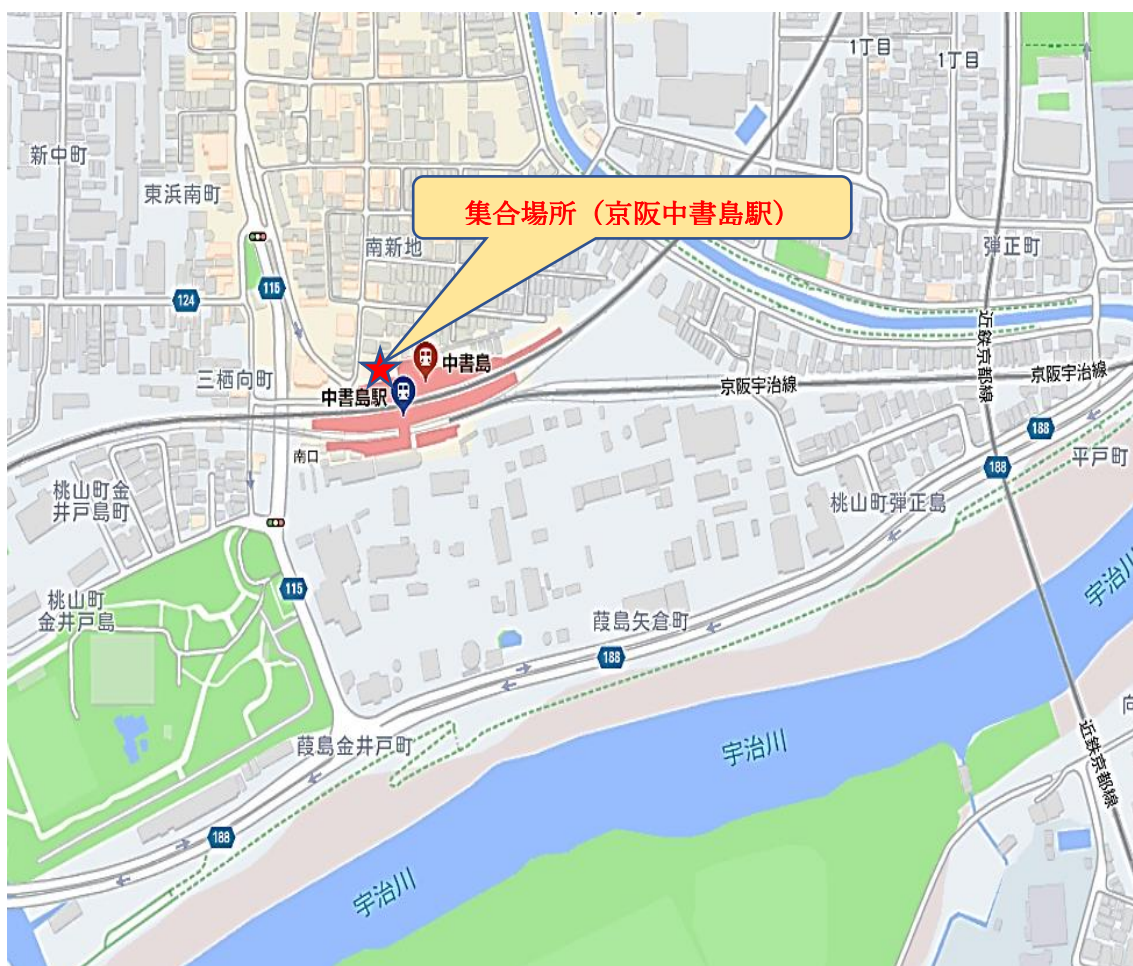 1丁目
1丁目
新中町
東浜南町
集合場所（京阪中書島駅）
南新地
弾正町
115
124
近鉄京都線
中書島
三栖向町
中書島駅
京阪宇治線
京阪宇治線
188
南口
188
平戸町
桃山町金
井戸島町
桃山町弾正島
115
宇治川
桃山町
金井戸島
葭島矢倉町
188
葭島金井戸町
宇治川
向
近鉄京都線
188
宇治川